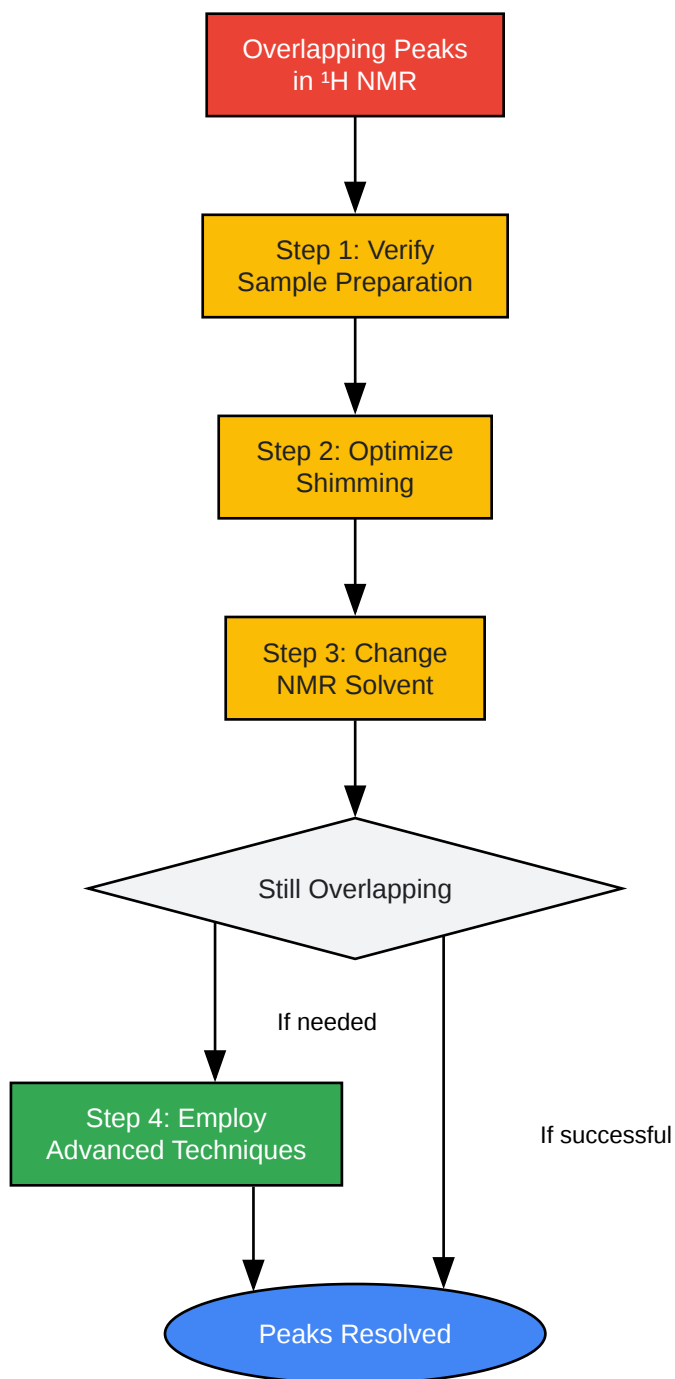 Overlapping Peaks
in ¹H NMR
Step 1: Verify
Sample Preparation
Step 2: Optimize
Shimming
Step 3: Change
NMR Solvent
Still Overlapping
If needed
Step 4: Employ
Advanced Techniques
If successful
Peaks Resolved